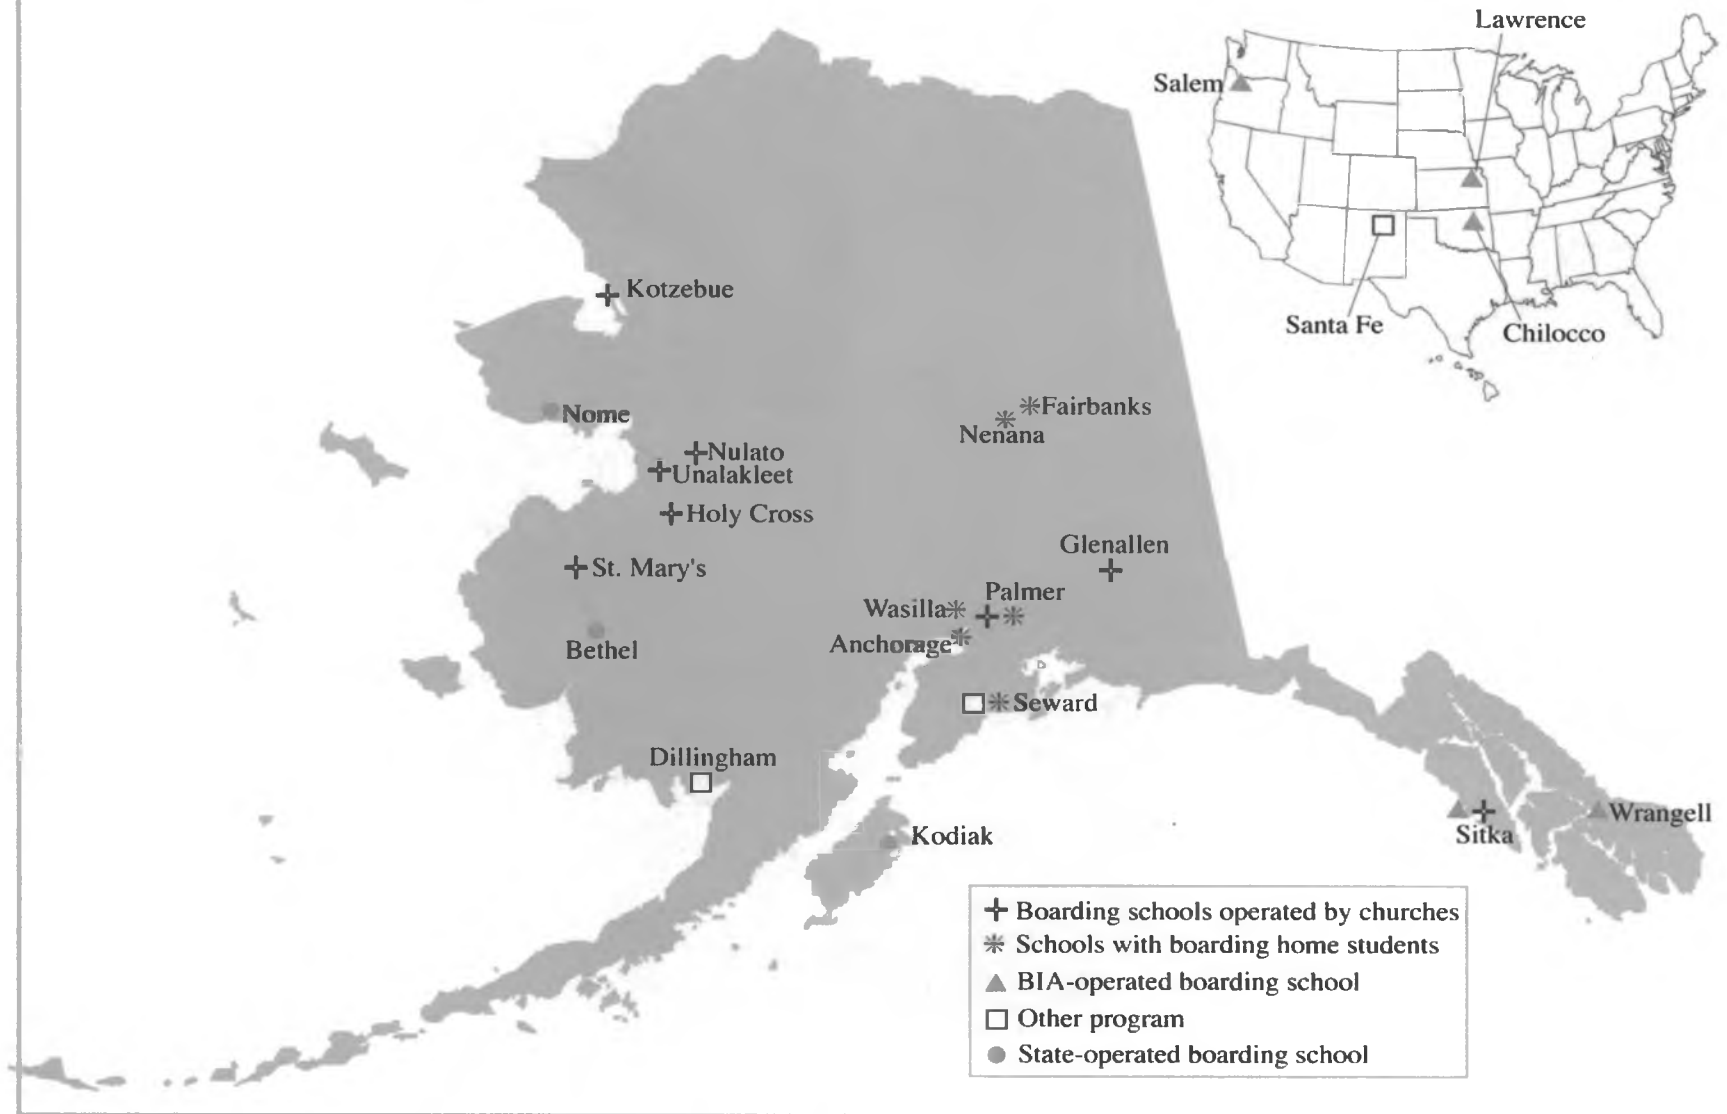 Lawrence
Salem
Santa Fe
Chilocco
Kotzebue
Nome
Fairbanks
Nenana
Nulato
Unalakleet
Holy Cross
St. Mary's
Glenallen
Palmer
Wasilla
Anchorage
Bethel
Seward
Dillingham
Kodiak
Wrangell
Sitka
Boarding schools operated by churches
Schools with boarding home students
BIA-operated boarding school
Other program
State-operated boarding school